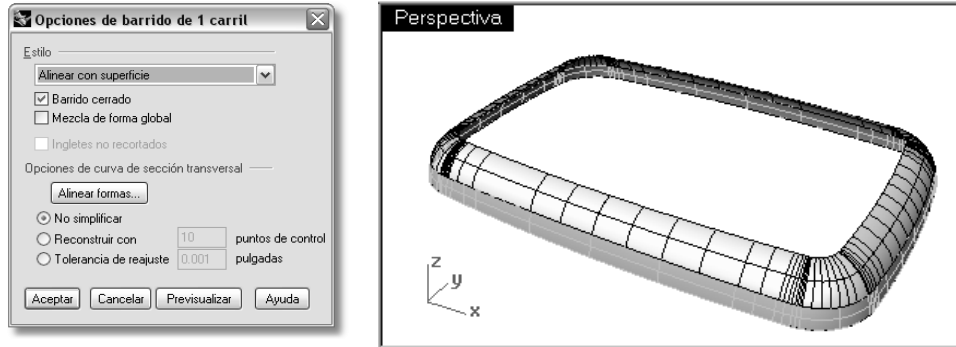 Opciones de barrido de 1 carril
Estilo
Alinear con superficie
Barrido cerrado
Mezcla de forma global
Ingletes no recortados
Opciones de curva de sección transversal
Alinear formas...
No simplificar
Reconstruir con 10 puntos de control
Tolerancia de reajuste 0.001 pulgadas
Aceptar Cancelar Previsualizar Ayuda
Perspectiva
z
y
x